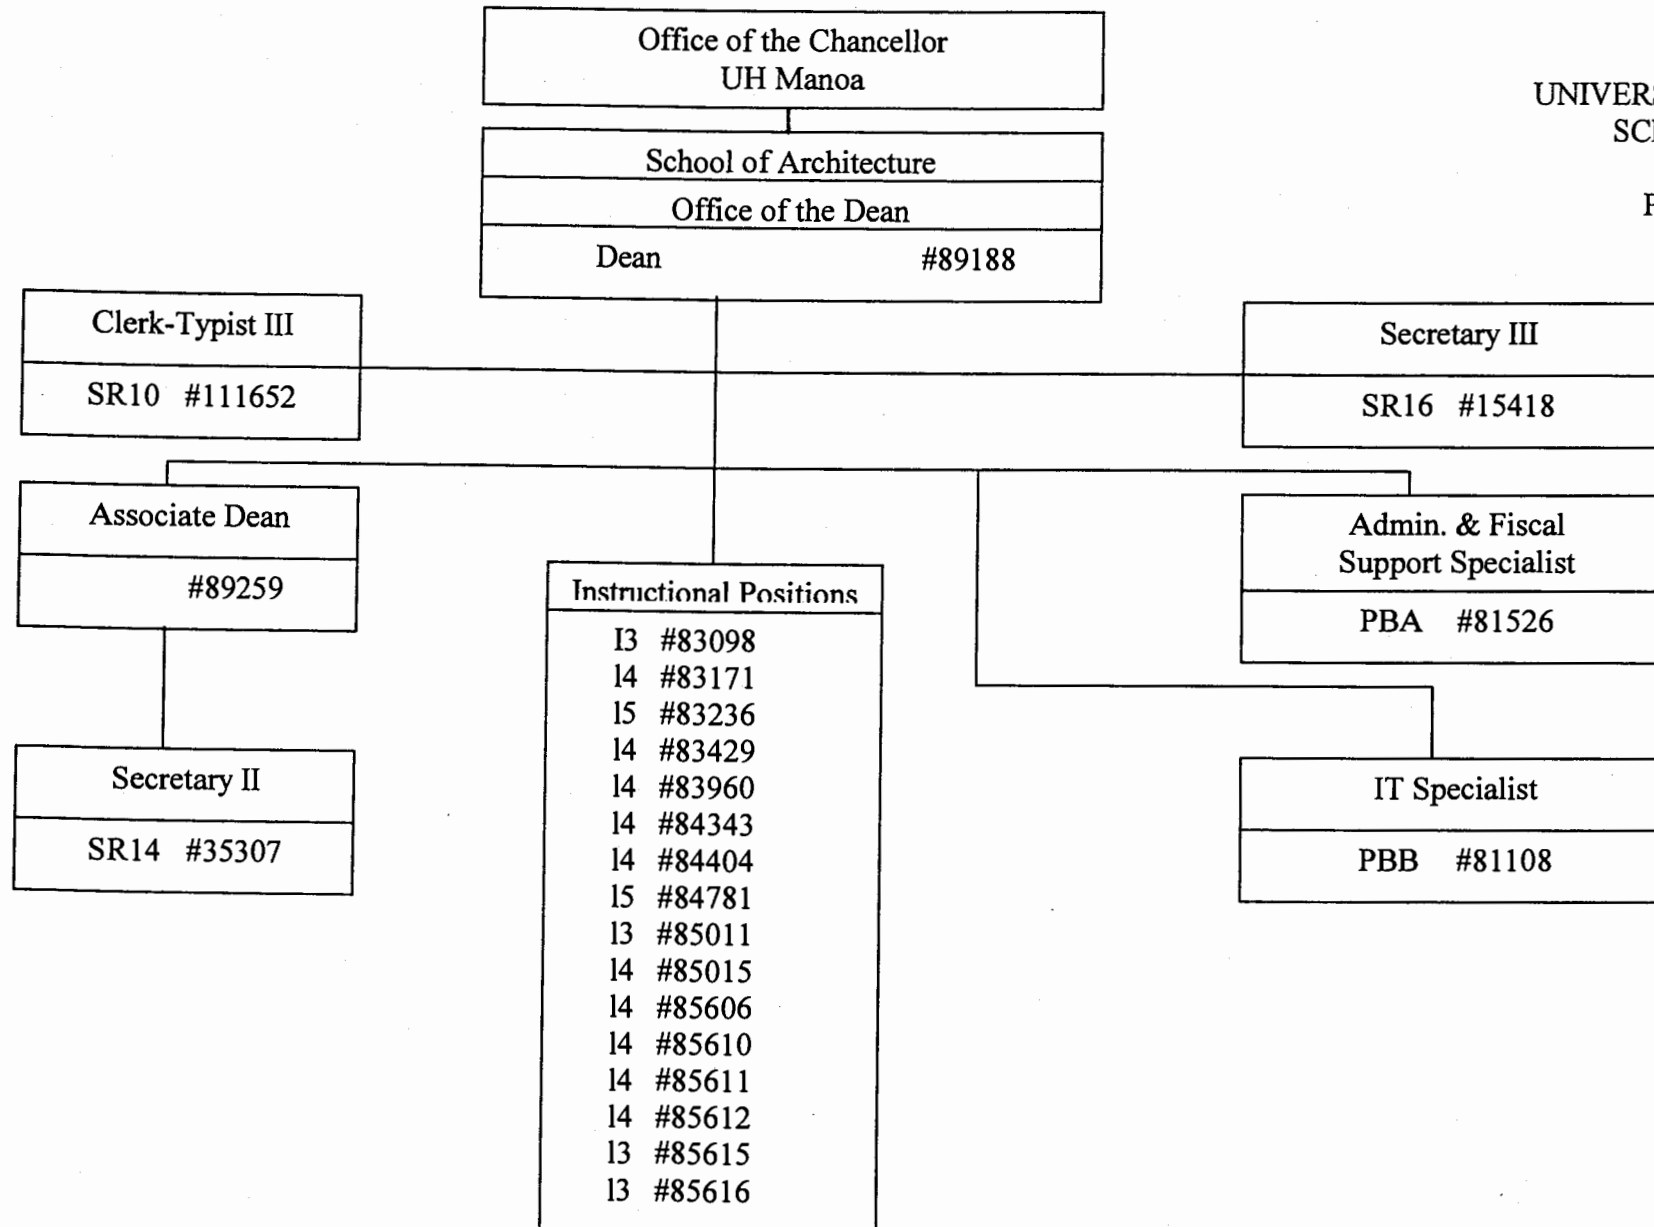 Office of the Chancellor
UH Manoa
School of Architecture
Office of the Dean
Dean #89188
Clerk-Typist III
SR10 #111652
Secretary III
SR16 #15418
Associate Dean
#89259
Admin. & Fiscal
Support Specialist
PBA #81526
Instructional Positions
I3 #83098
I4 #83171
I5 #83236
I4 #83429
I4 #83960
I4 #84343
I4 #84404
I5 #84781
I3 #85011
I4 #85015
I4 #85606
I4 #85610
I4 #85611
I4 #85612
I3 #85615
I3 #85616
Secretary II
SR14 #35307
IT Specialist
PBB #81108